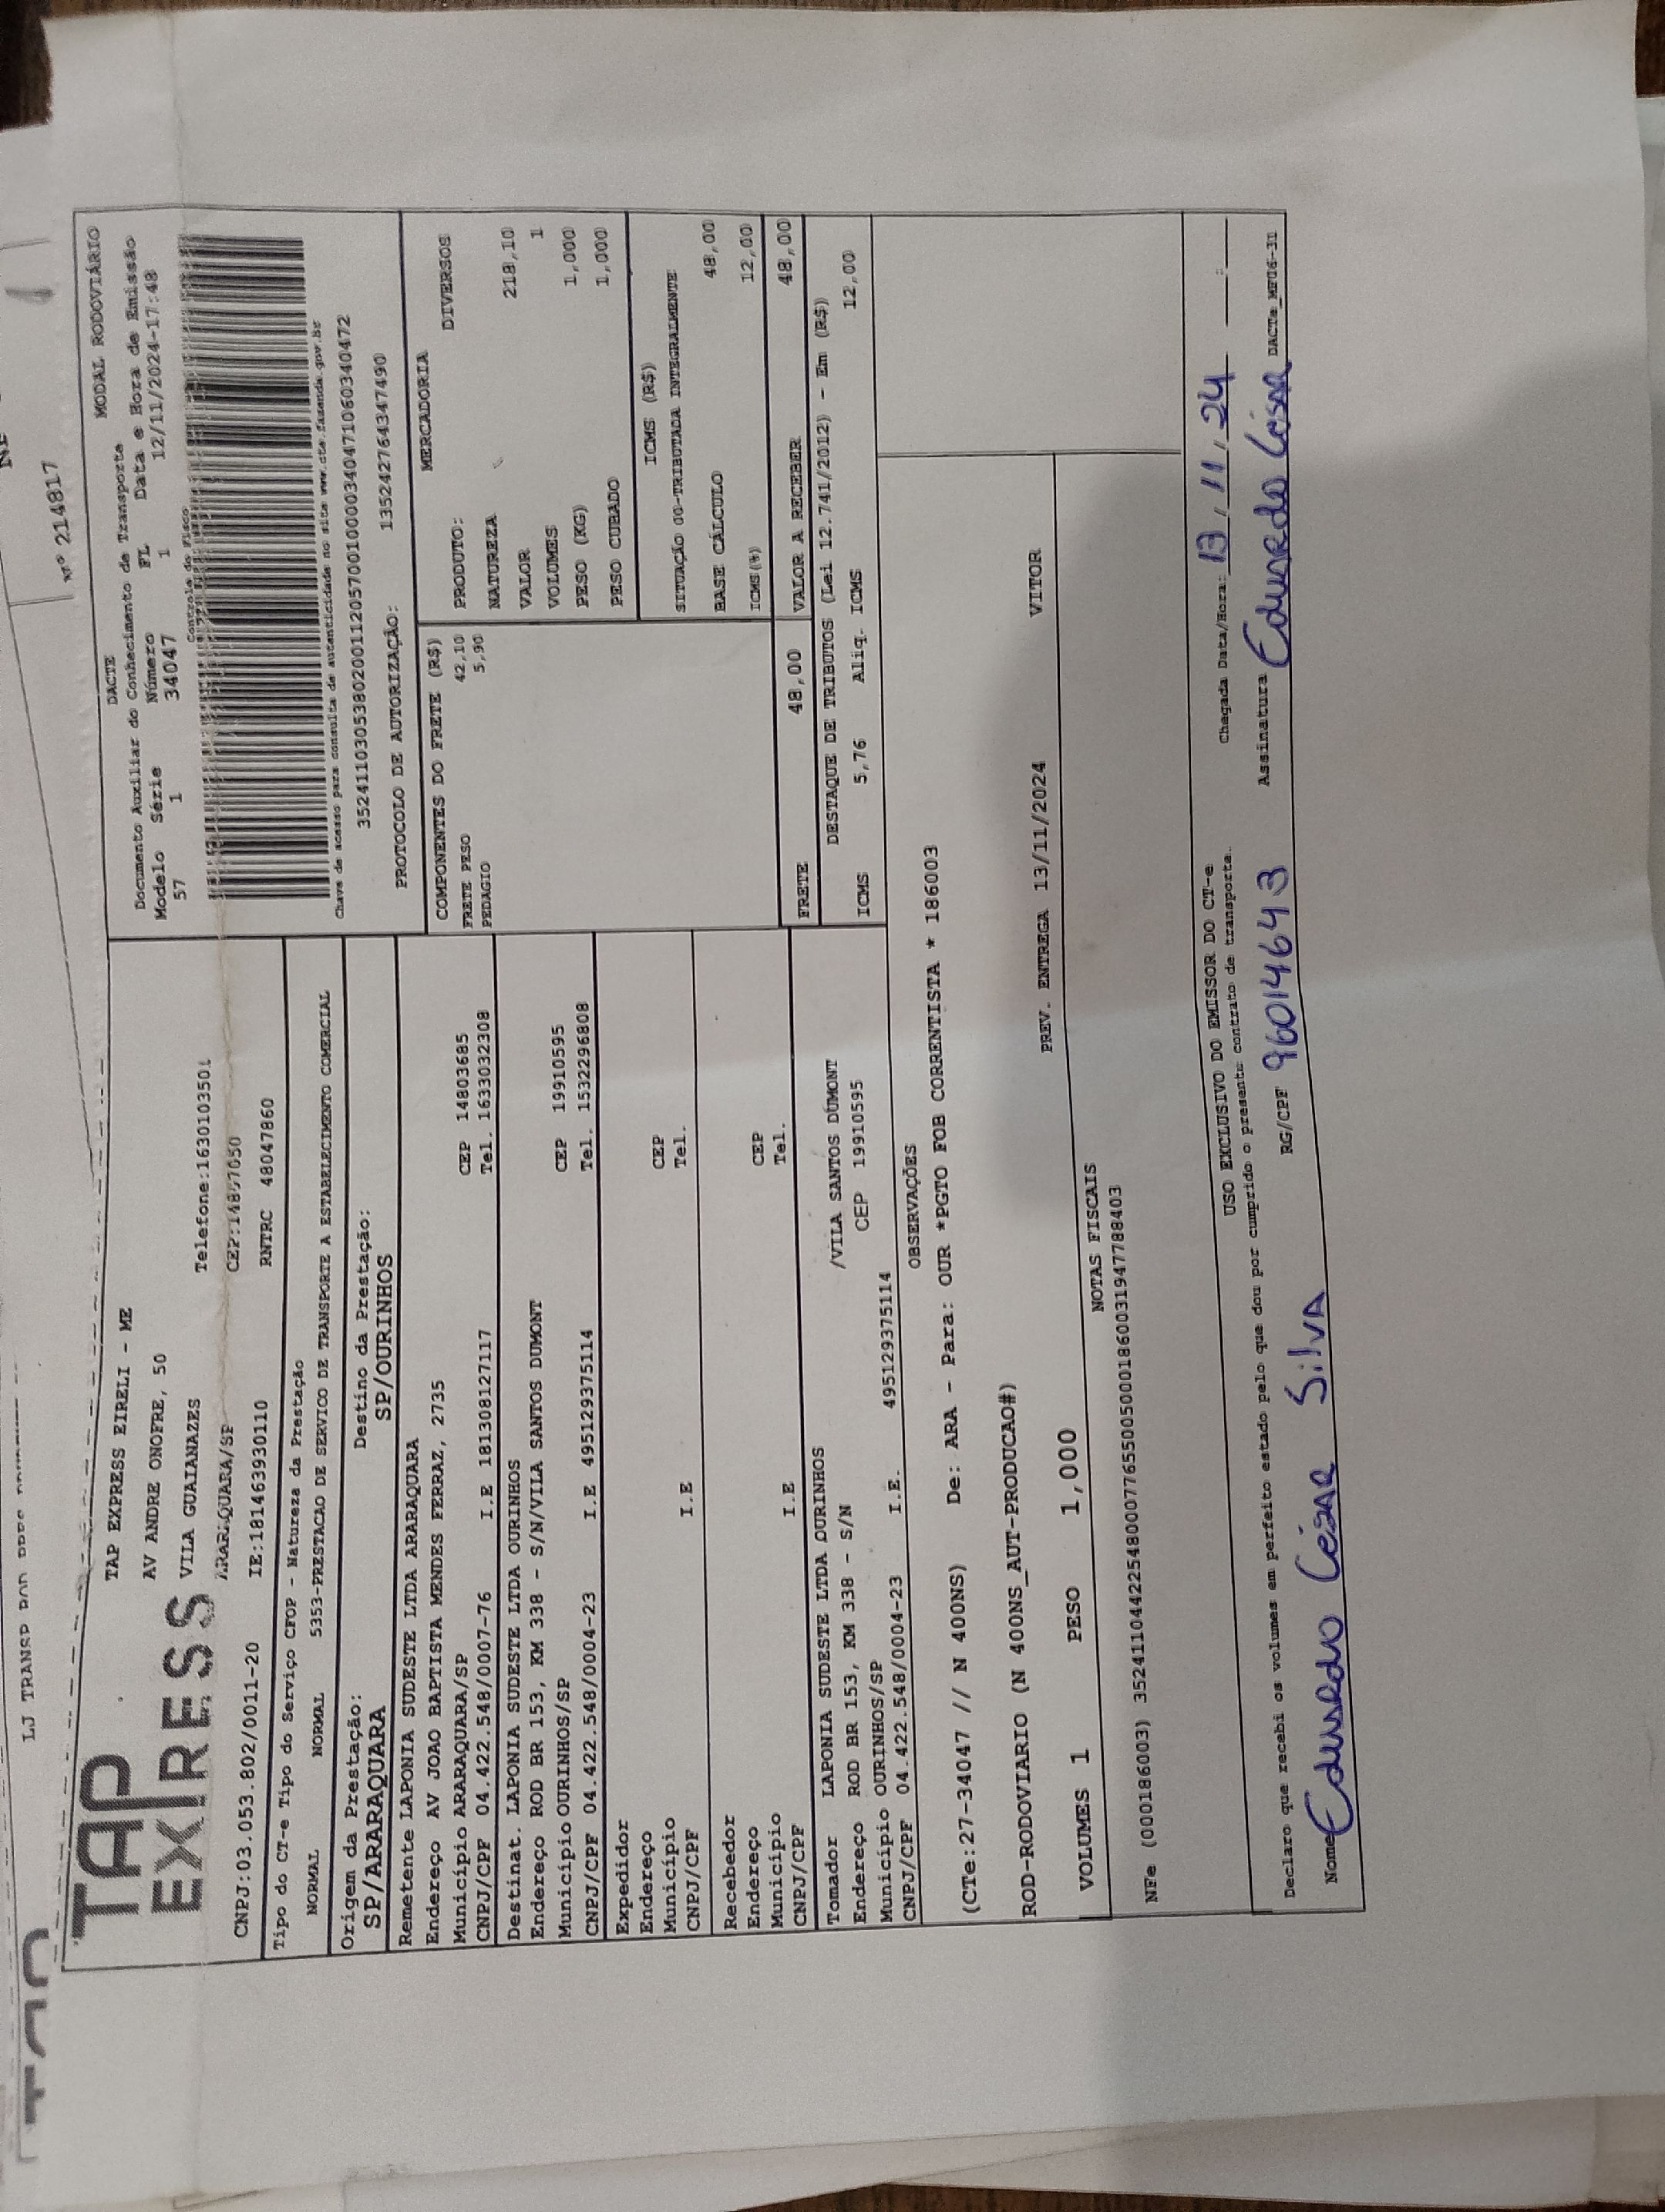 LJ TRANSP
Nº 214817
TAP
EXPRESS
TAP EXPRESS EIRELI - ME
AV ANDRE ONOFRE, 50
VILA GUAIANAZES
Telefone:1630103501
ARARAQUARA/SP
CEP:14857050
CNPJ:03.053.802/0011-20 IE:181463930110 RNTRC 48047860
DACTE MODAL RODOVIÁRIO
Documento Auxiliar do Conhecimento de Transporte
Modelo Série Número FL Data e Hora de Emissão
57 1 34047 1 12/11/2024-17:48
Controle do Fisco
Chave de acesso para consulta de autenticidade no site www.cte.fazenda.gov.br
35241103053802001120570010000340471060340472
PROTOCOLO DE AUTORIZAÇÃO: 135242764347490
Tipo do CT-e Tipo do Serviço CFOP - Natureza da Prestação
NORMAL NORMAL 5353-PRESTACAO DE SERVICO DE TRANSPORTE A ESTABELECIMENTO COMERCIAL
Origem da Prestação: Destino da Prestação:
SP/ARARAQUARA SP/OURINHOS
Remetente LAPONIA SUDESTE LTDA ARARAQUARA
Endereço AV JOAO BAPTISTA MENDES FERRAZ, 2735
Município ARARAQUARA/SP CEP 14803685
CNPJ/CPF 04.422.548/0007-76 I.E 181308127117 Tel. 1633032308
Destinat. LAPONIA SUDESTE LTDA OURINHOS
Endereço ROD BR 153, KM 338 - S/N/VILA SANTOS DUMONT
Município OURINHOS/SP CEP 19910595
CNPJ/CPF 04.422.548/0004-23 I.E 495129375114 Tel. 1532296808
Expedidor
Endereço
Município CEP
CNPJ/CPF I.E Tel.
Recebedor
Endereço
Município CEP
CNPJ/CPF I.E Tel.
Tomador LAPONIA SUDESTE LTDA OURINHOS
Endereço ROD BR 153, KM 338 - S/N /VILA SANTOS DUMONT
Município OURINHOS/SP CEP 19910595
CNPJ/CPF 04.422.548/0004-23 I.E. 495129375114
COMPONENTES DO FRETE (R$)
FRETE PESO 42,10
PEDAGIO 5,90
MERCADORIA
PRODUTO: DIVERSOS
NATUREZA
VALOR 218,10
VOLUMES 1
PESO (KG) 1,000
PESO CUBADO 1,000
ICMS (R$)
SITUAÇÃO 00-TRIBUTADA INTEGRALMENTE
BASE CÁLCULO 48,00
ICMS(%) 12,00
FRETE 48,00 VALOR A RECEBER 48,00
DESTAQUE DE TRIBUTOS (Lei 12.741/2012) - Em (R$)
ICMS 5,76 Aliq. ICMS 12,00
OBSERVAÇÕES
(CTe:27-34047 // N 400NS) De: ARA - Para: OUR *PGTO FOB CORRENTISTA * 186003
ROD-RODOVIARIO (N 400NS_AUT-PRODUCAO#)
PREV. ENTREGA 13/11/2024 VITOR
VOLUMES 1 PESO 1,000
NOTAS FISCAIS
NFe (000186003) 35241104422548000776550050001860031947788403
USO EXCLUSIVO DO EMISSOR DO CT-e
Declaro que recebi os volumes em perfeito estado pelo que dou por cumprido o presente contrato de transporte. Chegada Data/Hora: 13/11/24
Nome Eduardo César Silva RG/CPF 960146443 Assinatura Eduardo César DACTe_MF06-11